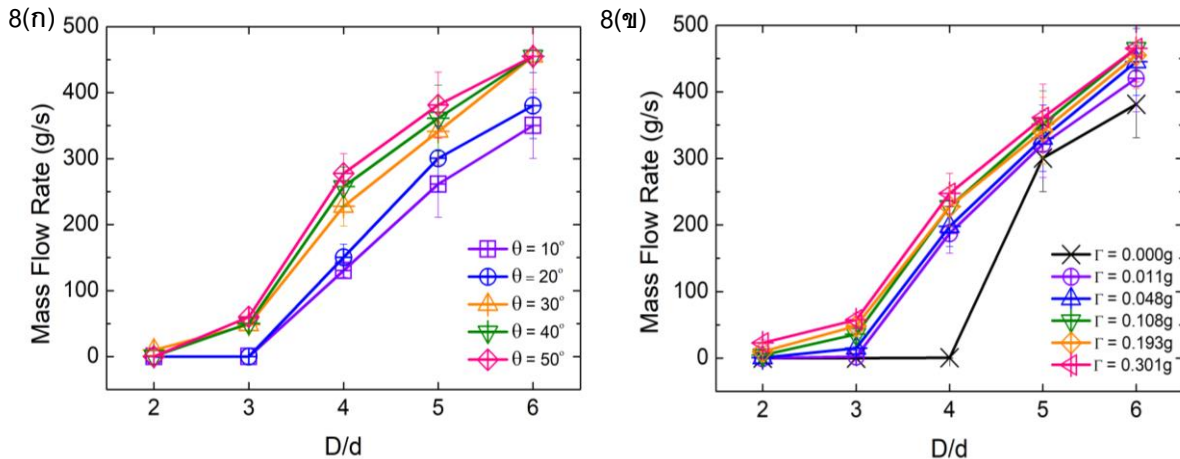 8(ก)
500
400
300
200
100
0
Mass Flow Rate (g/s)
2 3 4 5 6
D/d
θ = 10°
θ = 20°
θ = 30°
θ = 40°
θ = 50°
8(ข)
500
400
300
200
100
0
Mass Flow Rate (g/s)
2 3 4 5 6
D/d
Γ = 0.000g
Γ = 0.011g
Γ = 0.048g
Γ = 0.108g
Γ = 0.193g
Γ = 0.301g